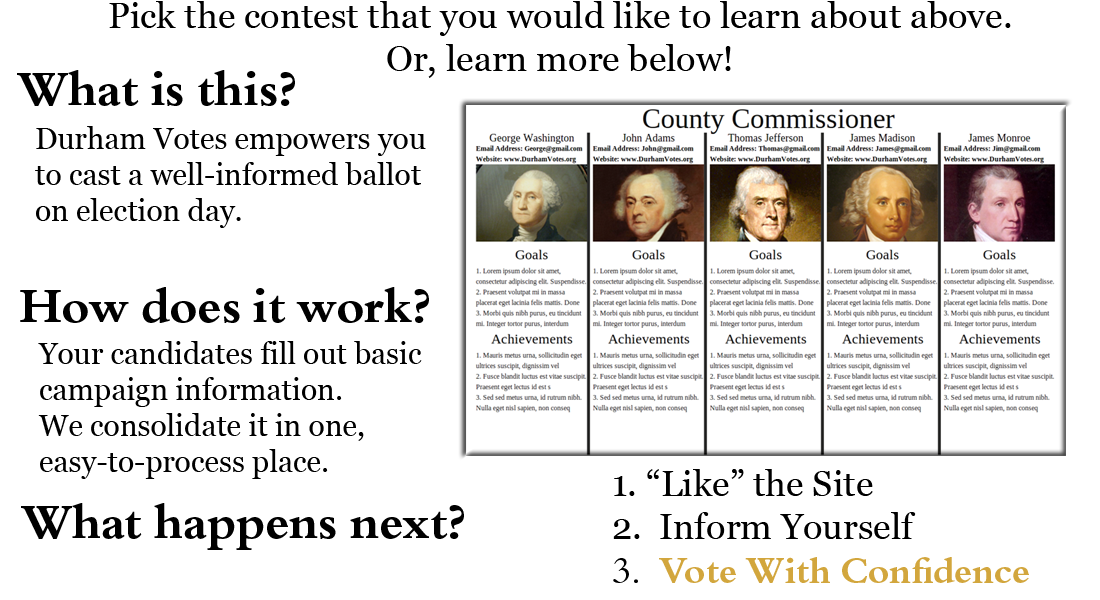 Pick the contest that you would like to learn about above.
Or, learn more below!
What is this?
Durham Votes empowers you
to cast a well-informed ballot
on election day.
How does it work?
Your candidates fill out basic
campaign information.
We consolidate it in one,
easy-to-process place.
What happens next?
County Commissioner
George Washington
Email Address: George@gmail.com
Website: www.DurhamVotes.org
Goals
1. Lorem ipsum dolor sit amet,
consectetur adipiscing elit. Suspendisse.
2. Praesent volutpat mi in massa
placerat eget lacinia felis mattis. Done
3. Morbi quis nibh purus, eu tincidunt
mi. Integer tortor purus, interdum
Achievements
1. Mauris metus urna, sollicitudin eget
ultrices suscipit, dignissim vel
2. Fusce blandit luctus est vitae suscipit.
Praesent eget lectus id est s
3. Sed sed metus urna, id rutrum nibh.
Nulla eget nisl sapien, non conseq
John Adams
Email Address: John@gmail.com
Website: www.DurhamVotes.org
Goals
1. Lorem ipsum dolor sit amet,
consectetur adipiscing elit. Suspendisse.
2. Praesent volutpat mi in massa
placerat eget lacinia felis mattis. Done
3. Morbi quis nibh purus, eu tincidunt
mi. Integer tortor purus, interdum
Achievements
1. Mauris metus urna, sollicitudin eget
ultrices suscipit, dignissim vel
2. Fusce blandit luctus est vitae suscipit.
Praesent eget lectus id est s
3. Sed sed metus urna, id rutrum nibh.
Nulla eget nisl sapien, non conseq
Thomas Jefferson
Email Address: Thomas@gmail.com
Website: www.DurhamVotes.org
Goals
1. Lorem ipsum dolor sit amet,
consectetur adipiscing elit. Suspendisse.
2. Praesent volutpat mi in massa
placerat eget lacinia felis mattis. Done
3. Morbi quis nibh purus, eu tincidunt
mi. Integer tortor purus, interdum
Achievements
1. Mauris metus urna, sollicitudin eget
ultrices suscipit, dignissim vel
2. Fusce blandit luctus est vitae suscipit.
Praesent eget lectus id est s
3. Sed sed metus urna, id rutrum nibh.
Nulla eget nisl sapien, non conseq
James Madison
Email Address: James@gmail.com
Website: www.DurhamVotes.org
Goals
1. Lorem ipsum dolor sit amet,
consectetur adipiscing elit. Suspendisse.
2. Praesent volutpat mi in massa
placerat eget lacinia felis mattis. Done
3. Morbi quis nibh purus, eu tincidunt
mi. Integer tortor purus, interdum
Achievements
1. Mauris metus urna, sollicitudin eget
ultrices suscipit, dignissim vel
2. Fusce blandit luctus est vitae suscipit.
Praesent eget lectus id est s
3. Sed sed metus urna, id rutrum nibh.
Nulla eget nisl sapien, non conseq
James Monroe
Email Address: Jim@gmail.com
Website: www.DurhamVotes.org
Goals
1. Lorem ipsum dolor sit amet,
consectetur adipiscing elit. Suspendisse.
2. Praesent volutpat mi in massa
placerat eget lacinia felis mattis. Done
3. Morbi quis nibh purus, eu tincidunt
mi. Integer tortor purus, interdum
Achievements
1. Mauris metus urna, sollicitudin eget
ultrices suscipit, dignissim vel
2. Fusce blandit luctus est vitae suscipit.
Praesent eget lectus id est s
3. Sed sed metus urna, id rutrum nibh.
Nulla eget nisl sapien, non conseq
1. “Like” the Site
2. Inform Yourself
3. Vote With Confidence